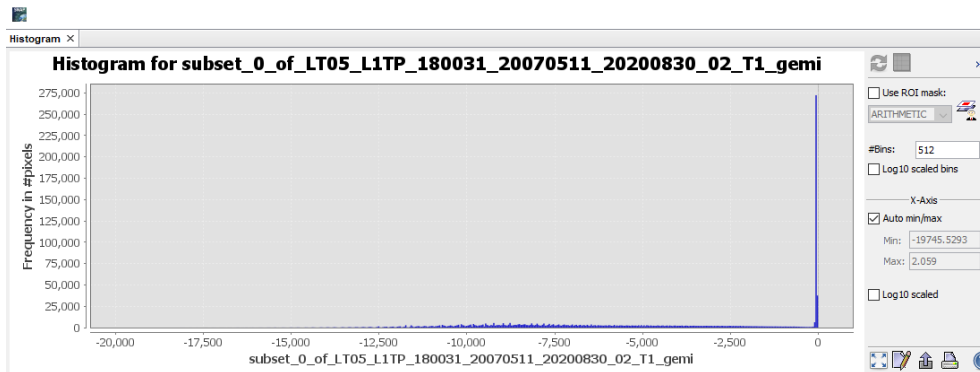 Histogram ×
Histogram for subset_0_of_LT05_L1TP_180031_20070511_20200830_02_T1_gemi
Frequency in #pixels
275,000
250,000
225,000
200,000
175,000
150,000
125,000
100,000
75,000
50,000
25,000
0
-20,000 -17,500 -15,000 -12,500 -10,000 -7,500 -5,000 -2,500 0
subset_0_of_LT05_L1TP_180031_20070511_20200830_02_T1_gemi
Use ROI mask:
ARITHMETIC
#Bins: 512
Log10 scaled bins
X-Axis
Auto min/max
Min: -19745.5293
Max: 2.059
Log10 scaled